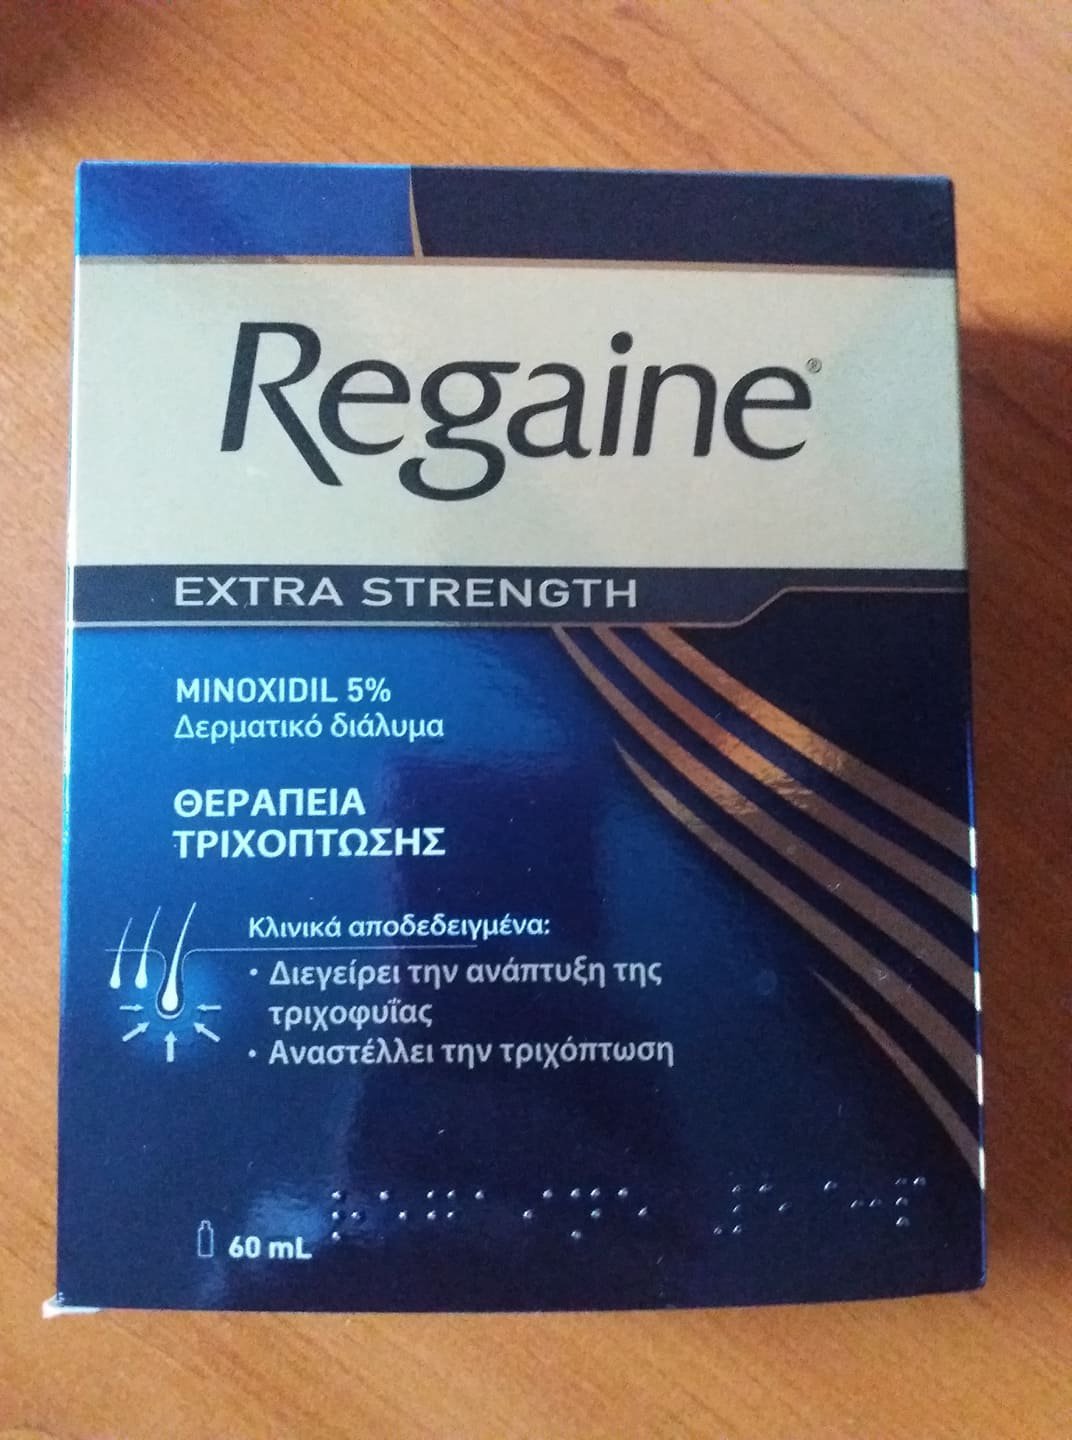 Regaine®
EXTRA STRENGTH
MINOXIDIL 5%
Δερματικό διάλυμα
ΘΕΡΑΠΕΙΑ
ΤΡΙΧΟΠΤΩΣΗΣ
Κλινικά αποδεδειγμένα:
• Διεγείρει την ανάπτυξη της
τριχοφυΐας
• Αναστέλλει την τριχόπτωση
60 mL